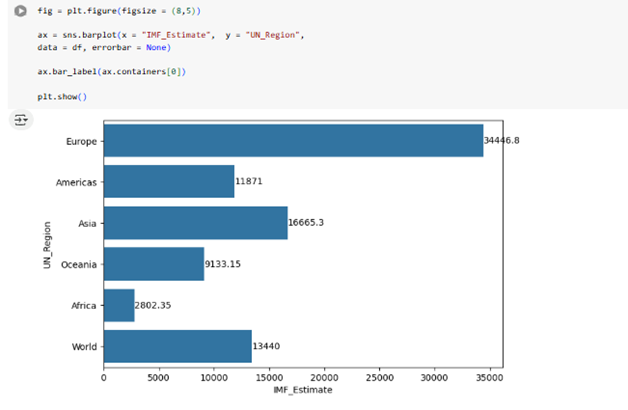 fig = plt.figure(figsize = (8,5))
ax = sns.barplot(x = "IMF_Estimate",  y = "UN_Region",
data = df, errorbar = None)
ax.bar_label(ax.containers[0])
plt.show()
Europe 34446.8
Americas 11871
Asia 16665.3
Oceania 9133.15
Africa 2802.35
World 13440
UN_Region
0 5000 10000 15000 20000 25000 30000 35000
IMF_Estimate